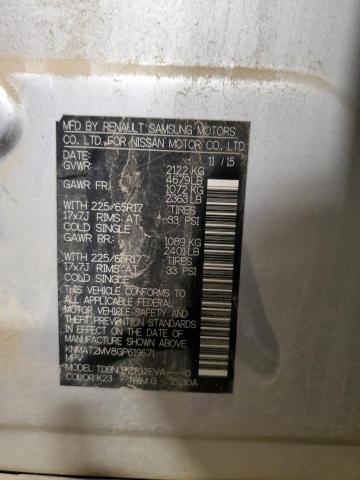 MFD BY RENAULT SAMSUNG MOTORS
CO., LTD. FOR NISSAN MOTOR CO., LTD.
DATE: 11/15
GVWR: 2122 KG
4679 LB
GAWR FR: 1072 KG
2363 LB
WITH 225/65R17 TIRES
17x7J RIMS AT 33 PSI
COLD SINGLE
GAWR RR: 1089 KG
2401 LB
WITH 225/65R17 TIRES
17x7J RIMS AT 33 PSI
COLD SINGLE
THIS VEHICLE CONFORMS TO ALL
APPLICABLE FEDERAL
MOTOR VEHICLE SAFETY, BUMPER, AND
THEFT PREVENTION STANDARDS
IN EFFECT ON THE DATE OF
MANUFACTURE SHOWN ABOVE.
KNMAT2MV8GP619571
MPV
MODEL:
COLOR: K23 TRIM: G